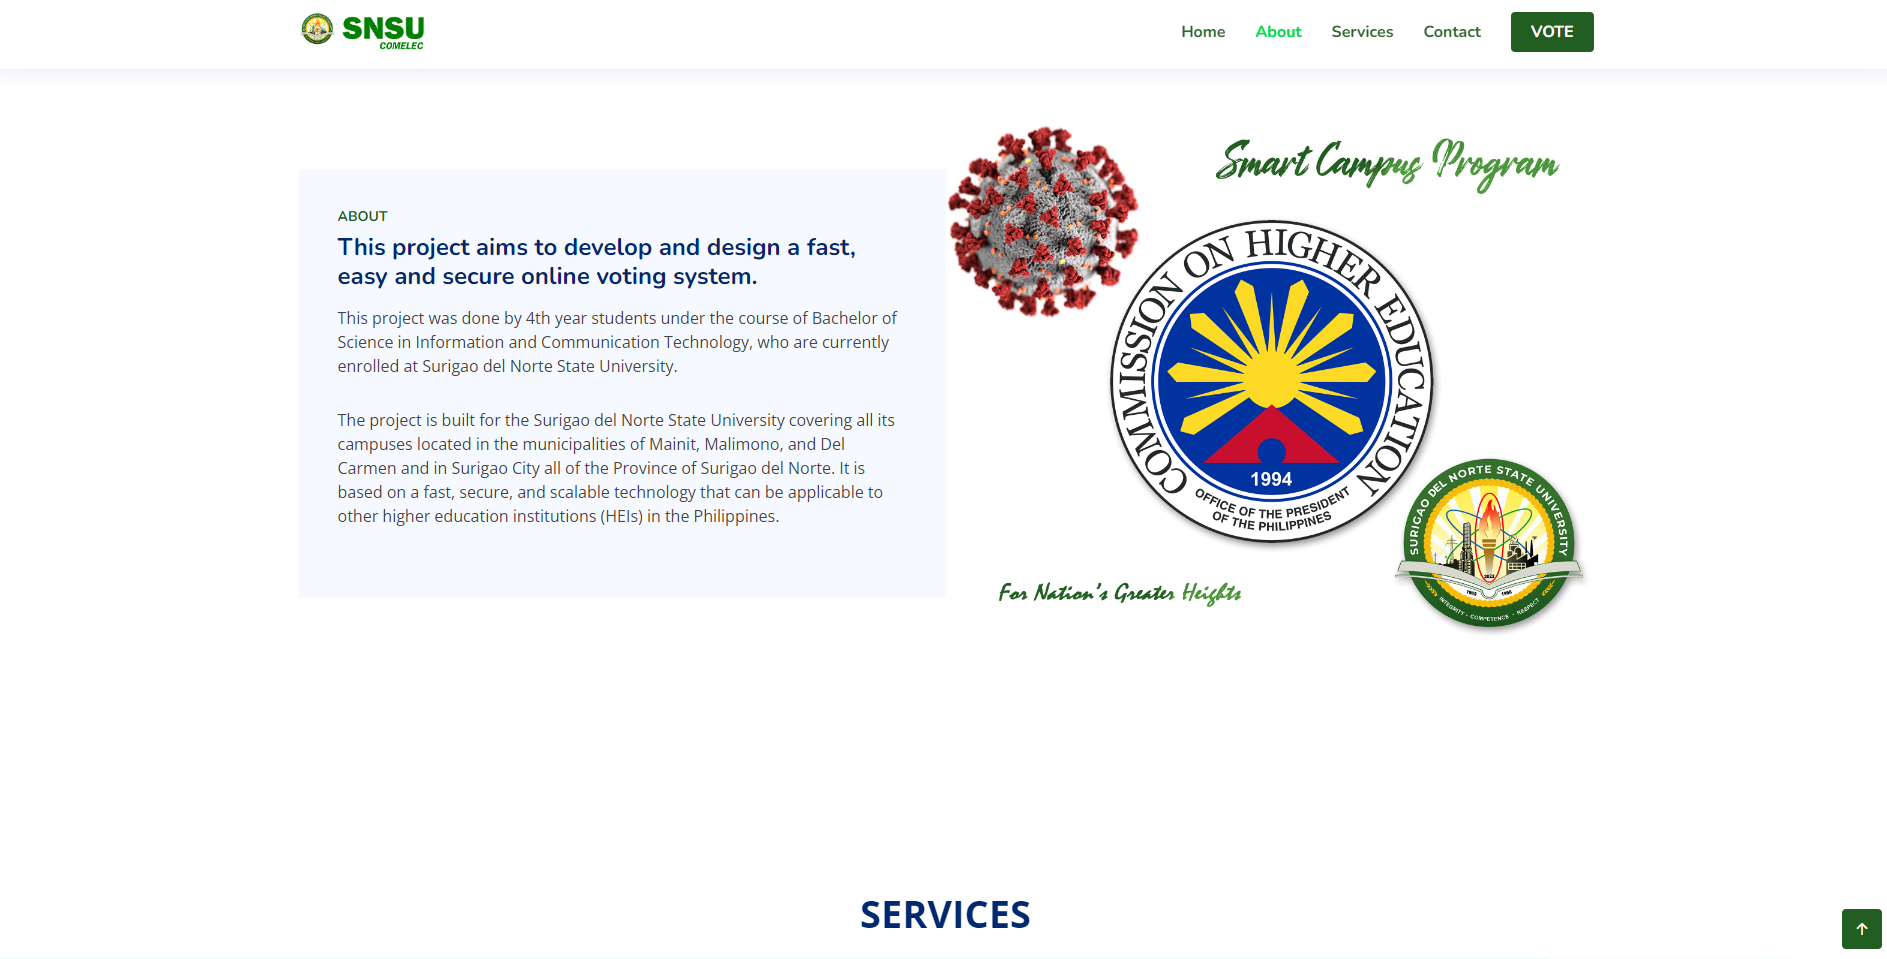 SNSU
COMELEC
Home
About
Services
Contact
VOTE
ABOUT
This project aims to develop and design a fast,
easy and secure online voting system.
This project was done by 4th year students under the course of Bachelor of
Science in Information and Communication Technology, who are currently
enrolled at Surigao del Norte State University.
The project is built for the Surigao del Norte State University covering all its
campuses located in the municipalities of Mainit, Malimono, and Del
Carmen and in Surigao City all of the Province of Surigao del Norte. It is
based on a fast, secure, and scalable technology that can be applicable to
other higher education institutions (HEIs) in the Philippines.
Smart Campus Program
COMMISSION ON HIGHER EDUCATION
1994
OFFICE OF THE PRESIDENT
OF THE PHILIPPINES
SURIGAO DEL NORTE STATE UNIVERSITY
INTEGRITY · COMPETENCE · RESPECT
For Nation's Greater Heights
SERVICES